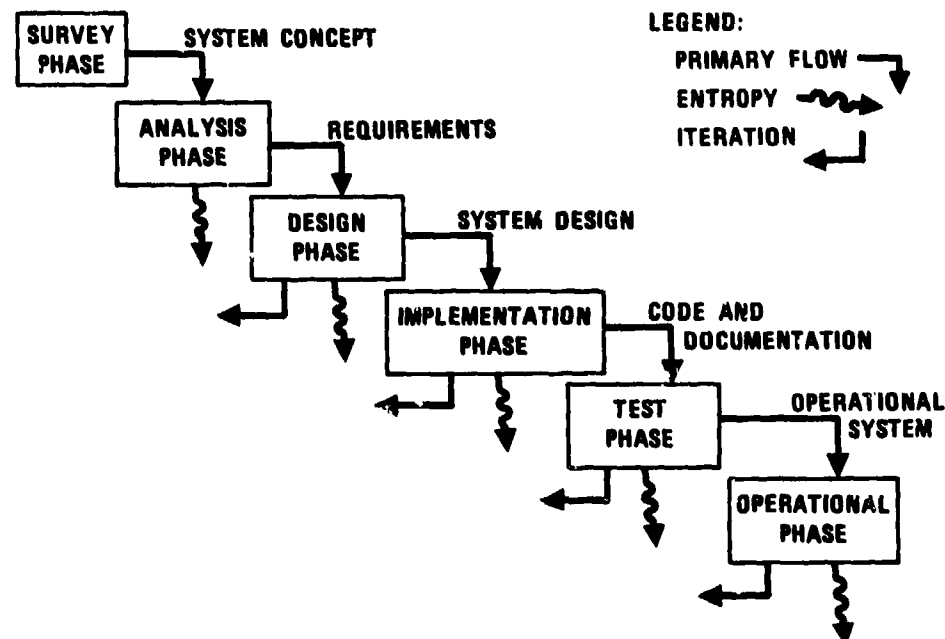 SURVEY
PHASE
SYSTEM CONCEPT
LEGEND:
PRIMARY FLOW
ENTROPY
ITERATION
ANALYSIS
PHASE
REQUIREMENTS
DESIGN
PHASE
SYSTEM DESIGN
IMPLEMENTATION
PHASE
CODE AND
DOCUMENTATION
TEST
PHASE
OPERATIONAL
SYSTEM
OPERATIONAL
PHASE